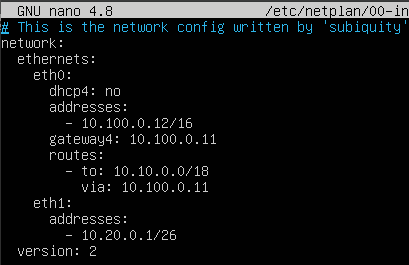 GNU nano 4.8 /etc/netplan/00-in
# This is the network config written by 'subiquity'
network:
  ethernets:
    eth0:
      dhcp4: no
      addresses:
        - 10.100.0.12/16
      gateway4: 10.100.0.11
      routes:
        - to: 10.10.0.0/18
          via: 10.100.0.11
    eth1:
      addresses:
        - 10.20.0.1/26
  version: 2